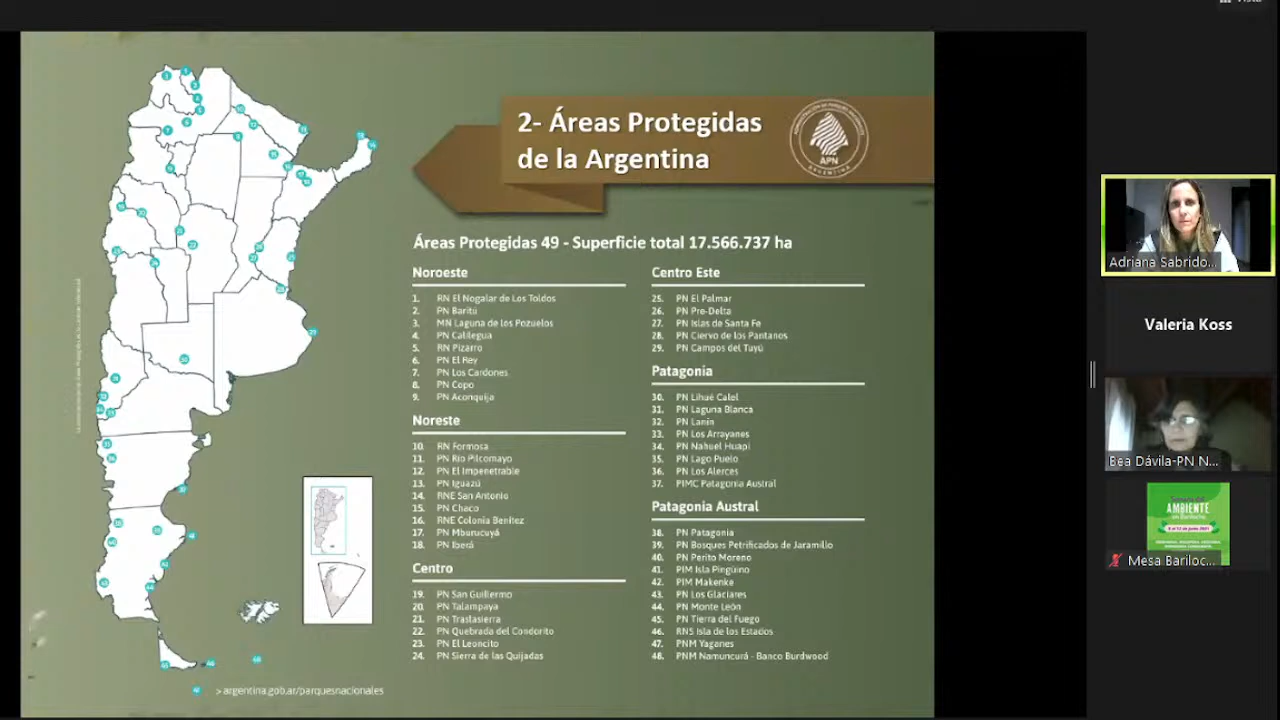 2- Áreas Protegidas
de la Argentina
APN
ARGENTINA
Áreas Protegidas 49 - Superficie total 17.566.737 ha
Noroeste
1. RN El Nogalar de Los Toldos
2. PN Baritú
3. MN Laguna de los Pozuelos
4. PN Calilegua
5. RN Pizarro
6. PN El Rey
7. PN Los Cardones
8. PN Copo
9. PN Aconquija
Noreste
10. RN Formosa
11. PN Río Pilcomayo
12. PN El Impenetrable
13. PN Iguazú
14. RNE San Antonio
15. PN Chaco
16. RNE Colonia Benítez
17. PN Mburucuyá
18. PN Iberá
Centro
19. PN San Guillermo
20. PN Talampaya
21. PN Traslasierra
22. PN Quebrada del Condorito
23. PN El Leoncito
24. PN Sierra de las Quijadas
Centro Este
25. PN El Palmar
26. PN Pre-Delta
27. PN Islas de Santa Fe
28. PN Ciervo de los Pantanos
29. PN Campos del Tuyú
Patagonia
30. PN Lihué Calel
31. PN Laguna Blanca
32. PN Lanín
33. PN Los Arrayanes
34. PN Nahuel Huapi
35. PN Lago Puelo
36. PN Los Alerces
37. PIMC Patagonia Austral
Patagonia Austral
38. PN Patagonia
39. PN Bosques Petrificados de Jaramillo
40. PN Perito Moreno
41. PIM Isla Pingüino
42. PIM Makenke
43. PN Los Glaciares
44. PN Monte León
45. PN Tierra del Fuego
46. RNS Isla de los Estados
47. PNM Yaganes
48. PNM Namuncurá - Banco Burdwood
> argentina.gob.ar/parquesnacionales
Adriana Sabrido...
Valeria Koss
Bea Dávila-PN N...
Semana del
AMBIENTE
Mesa Bariloc...